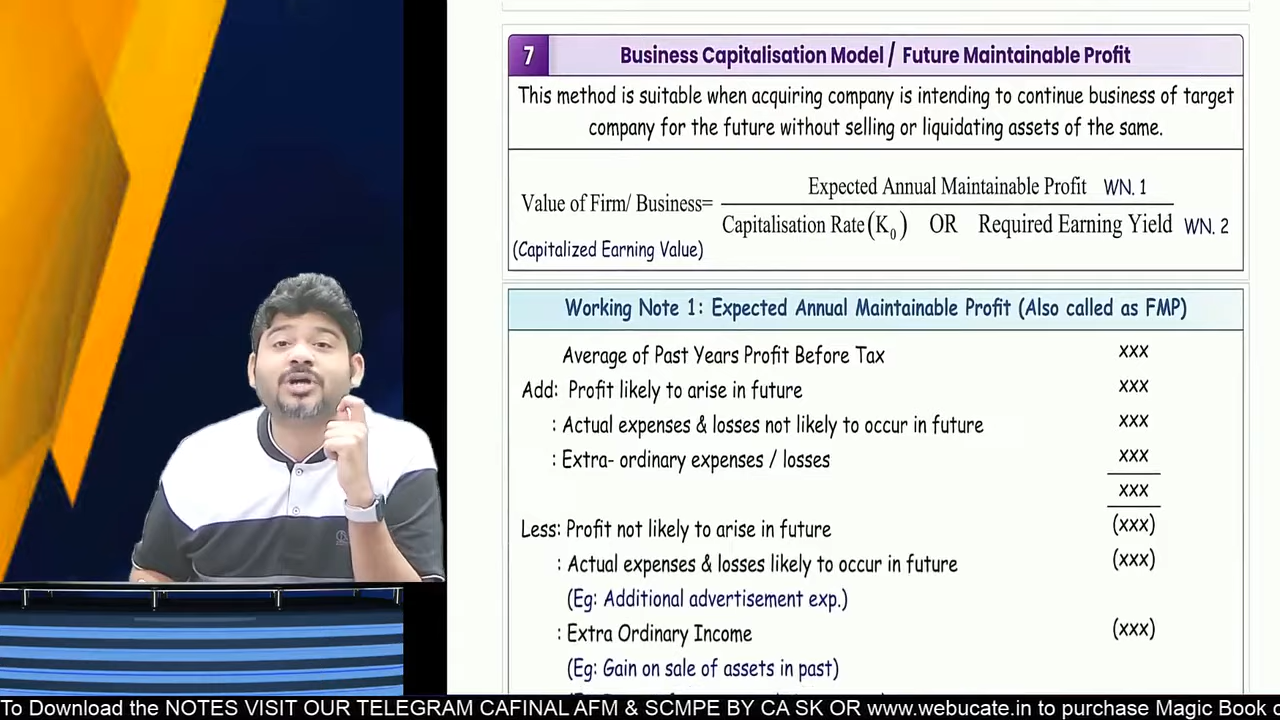 7
Business Capitalisation Model / Future Maintainable Profit
This method is suitable when acquiring company is intending to continue business of target
company for the future without selling or liquidating assets of the same.
Expected Annual Maintainable Profit WN. 1
Value of Firm/ Business=
Capitalisation Rate (K0) OR Required Earning Yield WN. 2
(Capitalized Earning Value)
Working Note 1: Expected Annual Maintainable Profit (Also called as FMP)
Average of Past Years Profit Before Tax xxx
Add: Profit likely to arise in future xxx
: Actual expenses & losses not likely to occur in future xxx
: Extra- ordinary expenses / losses xxx
xxx
Less: Profit not likely to arise in future (xxx)
: Actual expenses & losses likely to occur in future (xxx)
(Eg: Additional advertisement exp.)
: Extra Ordinary Income (xxx)
(Eg: Gain on sale of assets in past)
To Download the NOTES VISIT OUR TELEGRAM CAFINAL AFM & SCMPE BY CA SK OR www.webucate.in to purchase Magic Book